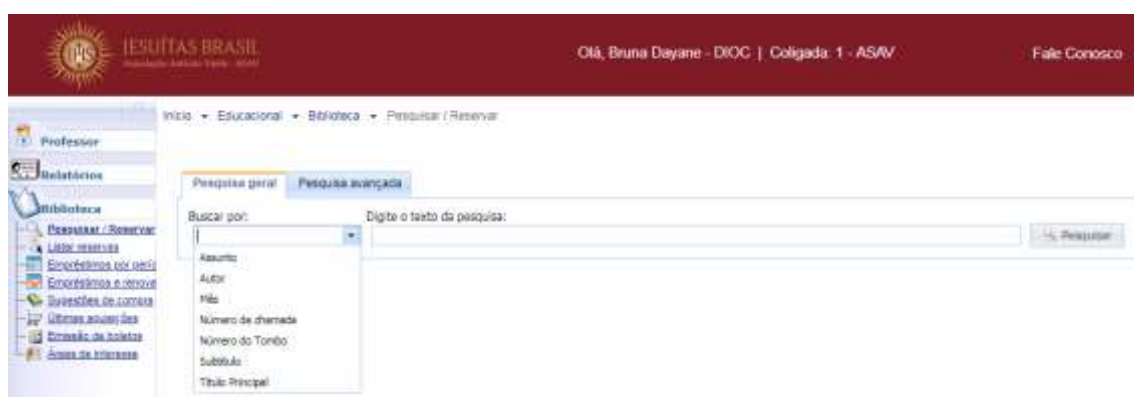 JESUÍTAS BRASIL
Olá, Bruna Dayane - DIOC | Coligada: 1 - ASAV
Fale Conosco
Início Educacional Biblioteca Pesquisar / Reservar
Professor
Relatórios
Biblioteca
Pesquisar / Reservar
Listar reservas
Empréstimos por
Empréstimos e
Sugestões de compra
Últimas aquisições
Emissão de boletos
Áreas de interesse
Pesquisa geral
Pesquisa avançada
Buscar por:
Digite o texto da pesquisa:
Pesquisar
Assunto
Autor
Mês
Número de chamada
Número do Tombo
Subtítulo
Título Principal